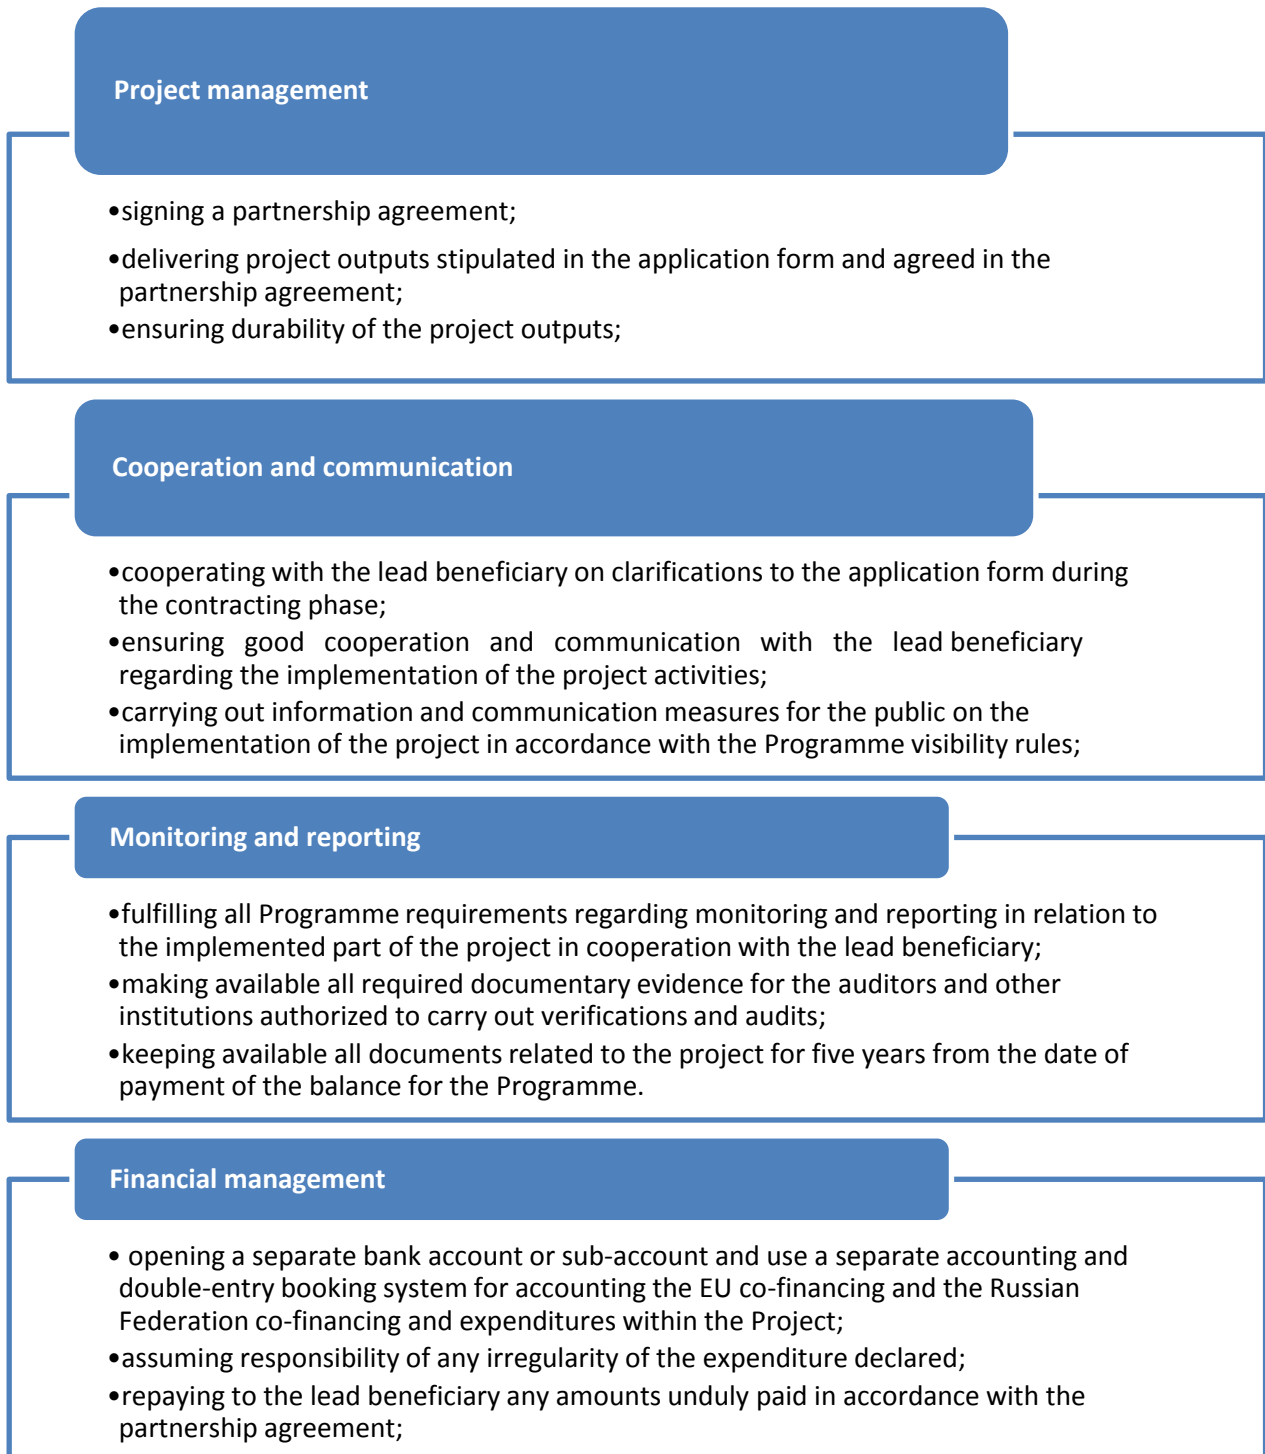 Project management
•signing a partnership agreement;
•delivering project outputs stipulated in the application form and agreed in the
partnership agreement;
•ensuring durability of the project outputs;
Cooperation and communication
•cooperating with the lead beneficiary on clarifications to the application form during
the contracting phase;
•ensuring good cooperation and communication with the lead beneficiary
regarding the implementation of the project activities;
•carrying out information and communication measures for the public on the
implementation of the project in accordance with the Programme visibility rules;
Monitoring and reporting
•fulfilling all Programme requirements regarding monitoring and reporting in relation to
the implemented part of the project in cooperation with the lead beneficiary;
•making available all required documentary evidence for the auditors and other
institutions authorized to carry out verifications and audits;
•keeping available all documents related to the project for five years from the date of
payment of the balance for the Programme.
Financial management
• opening a separate bank account or sub-account and use a separate accounting and
double-entry booking system for accounting the EU co-financing and the Russian
Federation co-financing and expenditures within the Project;
•assuming responsibility of any irregularity of the expenditure declared;
•repaying to the lead beneficiary any amounts unduly paid in accordance with the
partnership agreement;